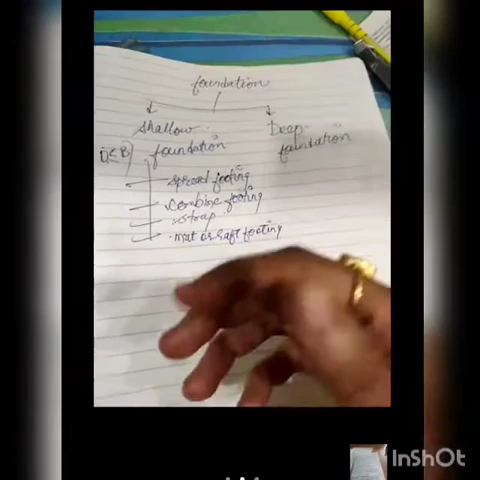 foundation
Shallow Deep
D≤B foundation foundation
spread footing
combine footing
strap
mat or raft footing
InShOt